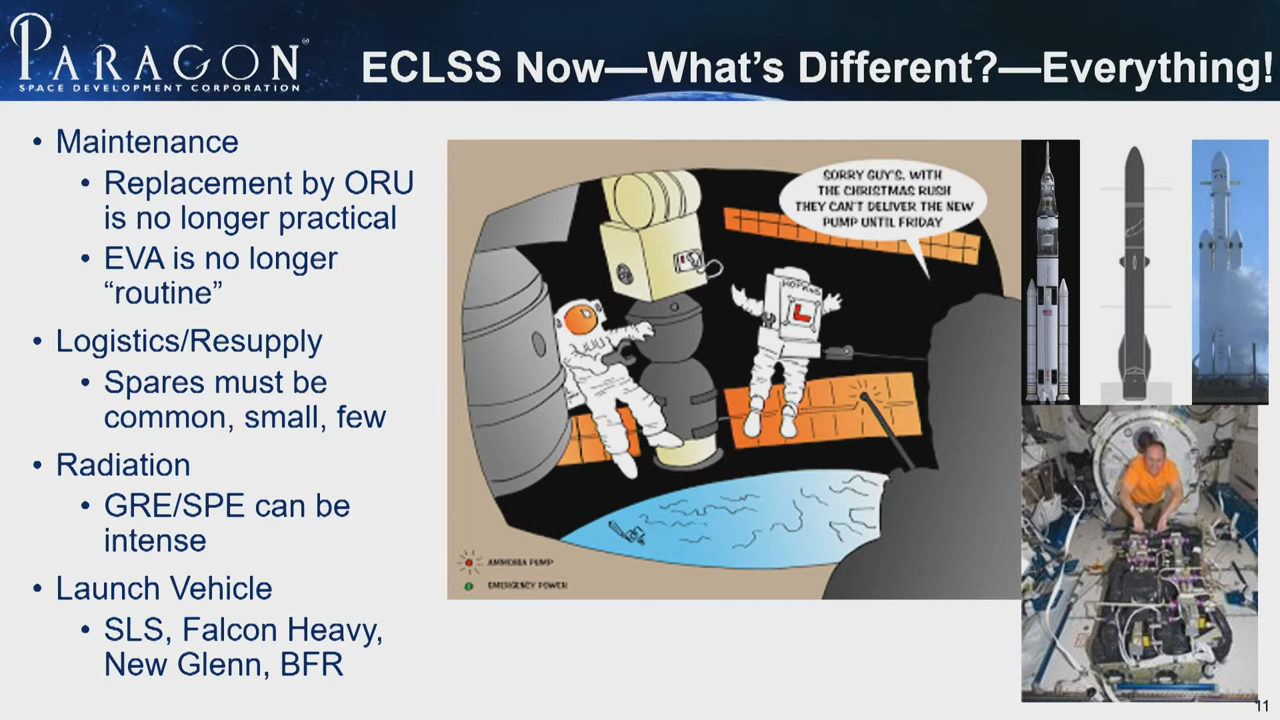 PARAGON
SPACE DEVELOPMENT CORPORATION
ECLSS Now—What's Different?—Everything!
• Maintenance
• Replacement by ORU
is no longer practical
• EVA is no longer
“routine”
• Logistics/Resupply
• Spares must be
common, small, few
• Radiation
• GRE/SPE can be
intense
• Launch Vehicle
• SLS, Falcon Heavy,
New Glenn, BFR
SORRY GUY'S, WITH
THE CHRISTMAS RUSH
THEY CAN'T DELIVER THE NEW
PUMP UNTIL FRIDAY
HOPKINS
L
AMMONIA PUMP
EMERGENCY POWER
11